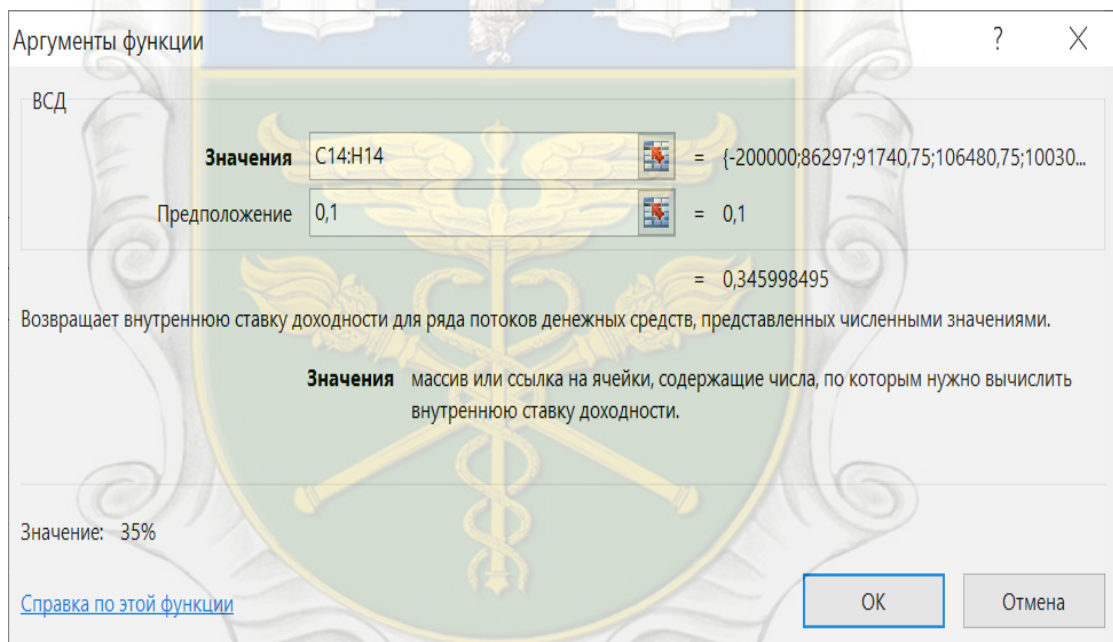 Аргументы функции ? X
ВСД
Значения C14:H14 = {-200000;86297;91740,75;106480,75;10030...
Предположение 0,1 = 0,1
= 0,345998495
Возвращает внутреннюю ставку доходности для ряда потоков денежных средств, представленных численными значениями.
Значения массив или ссылка на ячейки, содержащие числа, по которым нужно вычислить
внутреннюю ставку доходности.
Значение: 35%
Справка по этой функции ОК Отмена